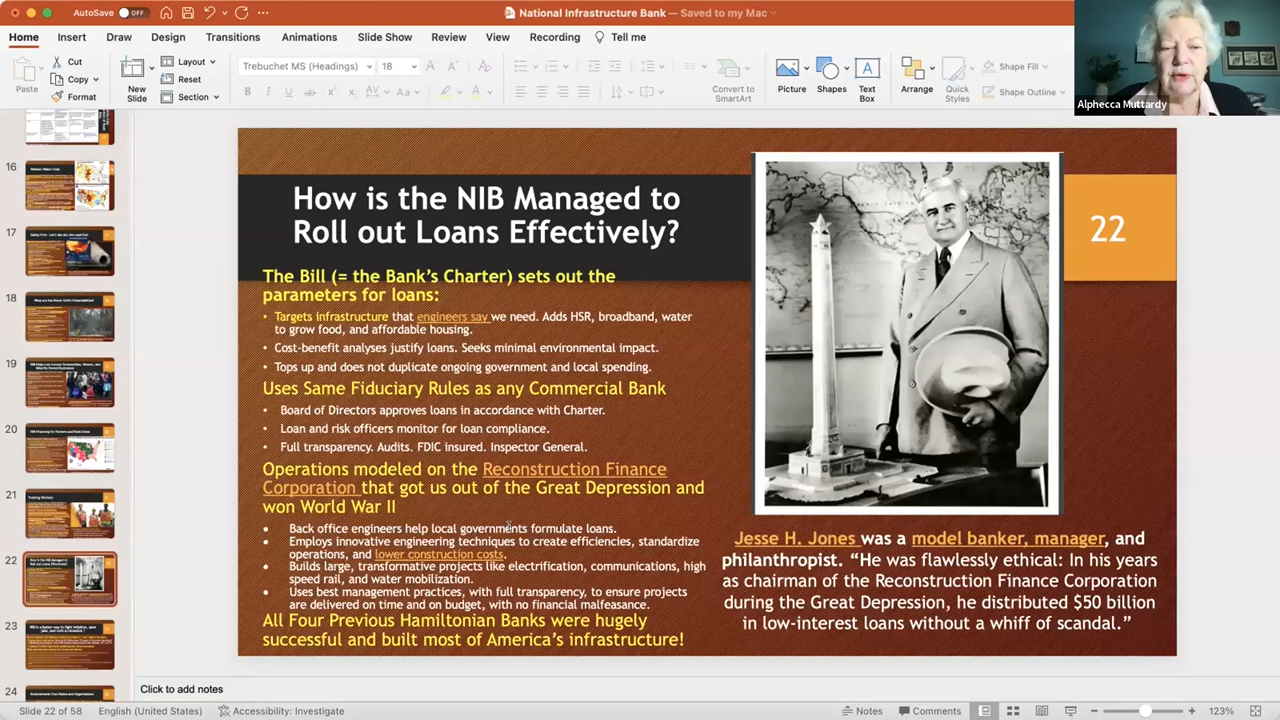 AutoSave OFF
National Infrastructure Bank — Saved to my Mac
Home Insert Draw Design Transitions Animations Slide Show Review View Recording Tell me
Paste
Cut
Copy
Format
New Slide
Layout
Reset
Section
Trebuchet MS (Headings) 18
Convert to SmartArt
Picture
Shapes
Text Box
Arrange
Quick Styles
Shape Fill
Shape Outline
Alphecca Muttardy
16
17
18
19
20
21
22
23
24
How is the NIB Managed to
Roll out Loans Effectively?
22
The Bill (= the Bank's Charter) sets out the
parameters for loans:
• Targets infrastructure that engineers say we need. Adds HSR, broadband, water
to grow food, and affordable housing.
• Cost-benefit analyses justify loans. Seeks minimal environmental impact.
• Tops up and does not duplicate ongoing government and local spending.
Uses Same Fiduciary Rules as any Commercial Bank
• Board of Directors approves loans in accordance with Charter.
• Loan and risk officers monitor for loan compliance.
• Full transparency. Audits. FDIC insured. Inspector General.
Operations modeled on the Reconstruction Finance
Corporation that got us out of the Great Depression and
won World War II
• Back office engineers help local governments formulate loans.
• Employs innovative engineering techniques to create efficiencies, standardize
operations, and lower construction costs.
• Builds large, transformative projects like electrification, communications, high
speed rail, and water mobilization.
• Uses best management practices, with full transparency, to ensure projects
are delivered on time and on budget, with no financial malfeasance.
All Four Previous Hamiltonian Banks were hugely
successful and built most of America's infrastructure!
Jesse H. Jones was a model banker, manager, and
philanthropist. “He was flawlessly ethical: In his years
as chairman of the Reconstruction Finance Corporation
during the Great Depression, he distributed $50 billion
in low-interest loans without a whiff of scandal.”
Click to add notes
Slide 22 of 58 English (United States) Accessibility: Investigate Notes Comments 123%